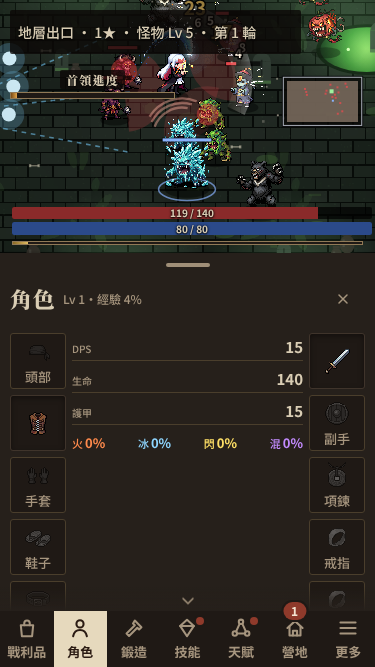 23
地層出口 · 1★ · 怪物 Lv 5 · 第 1 輪
首領進度
119 / 140
80 / 80
角色 Lv 1 · 經驗 4%
頭部
DPS 15
生命 140
護甲 15
火 0% 冰 0% 閃 0% 混 0%
副手
手套
項鍊
鞋子
戒指
1
戰利品 角色 鍛造 技能 天賦 營地 更多